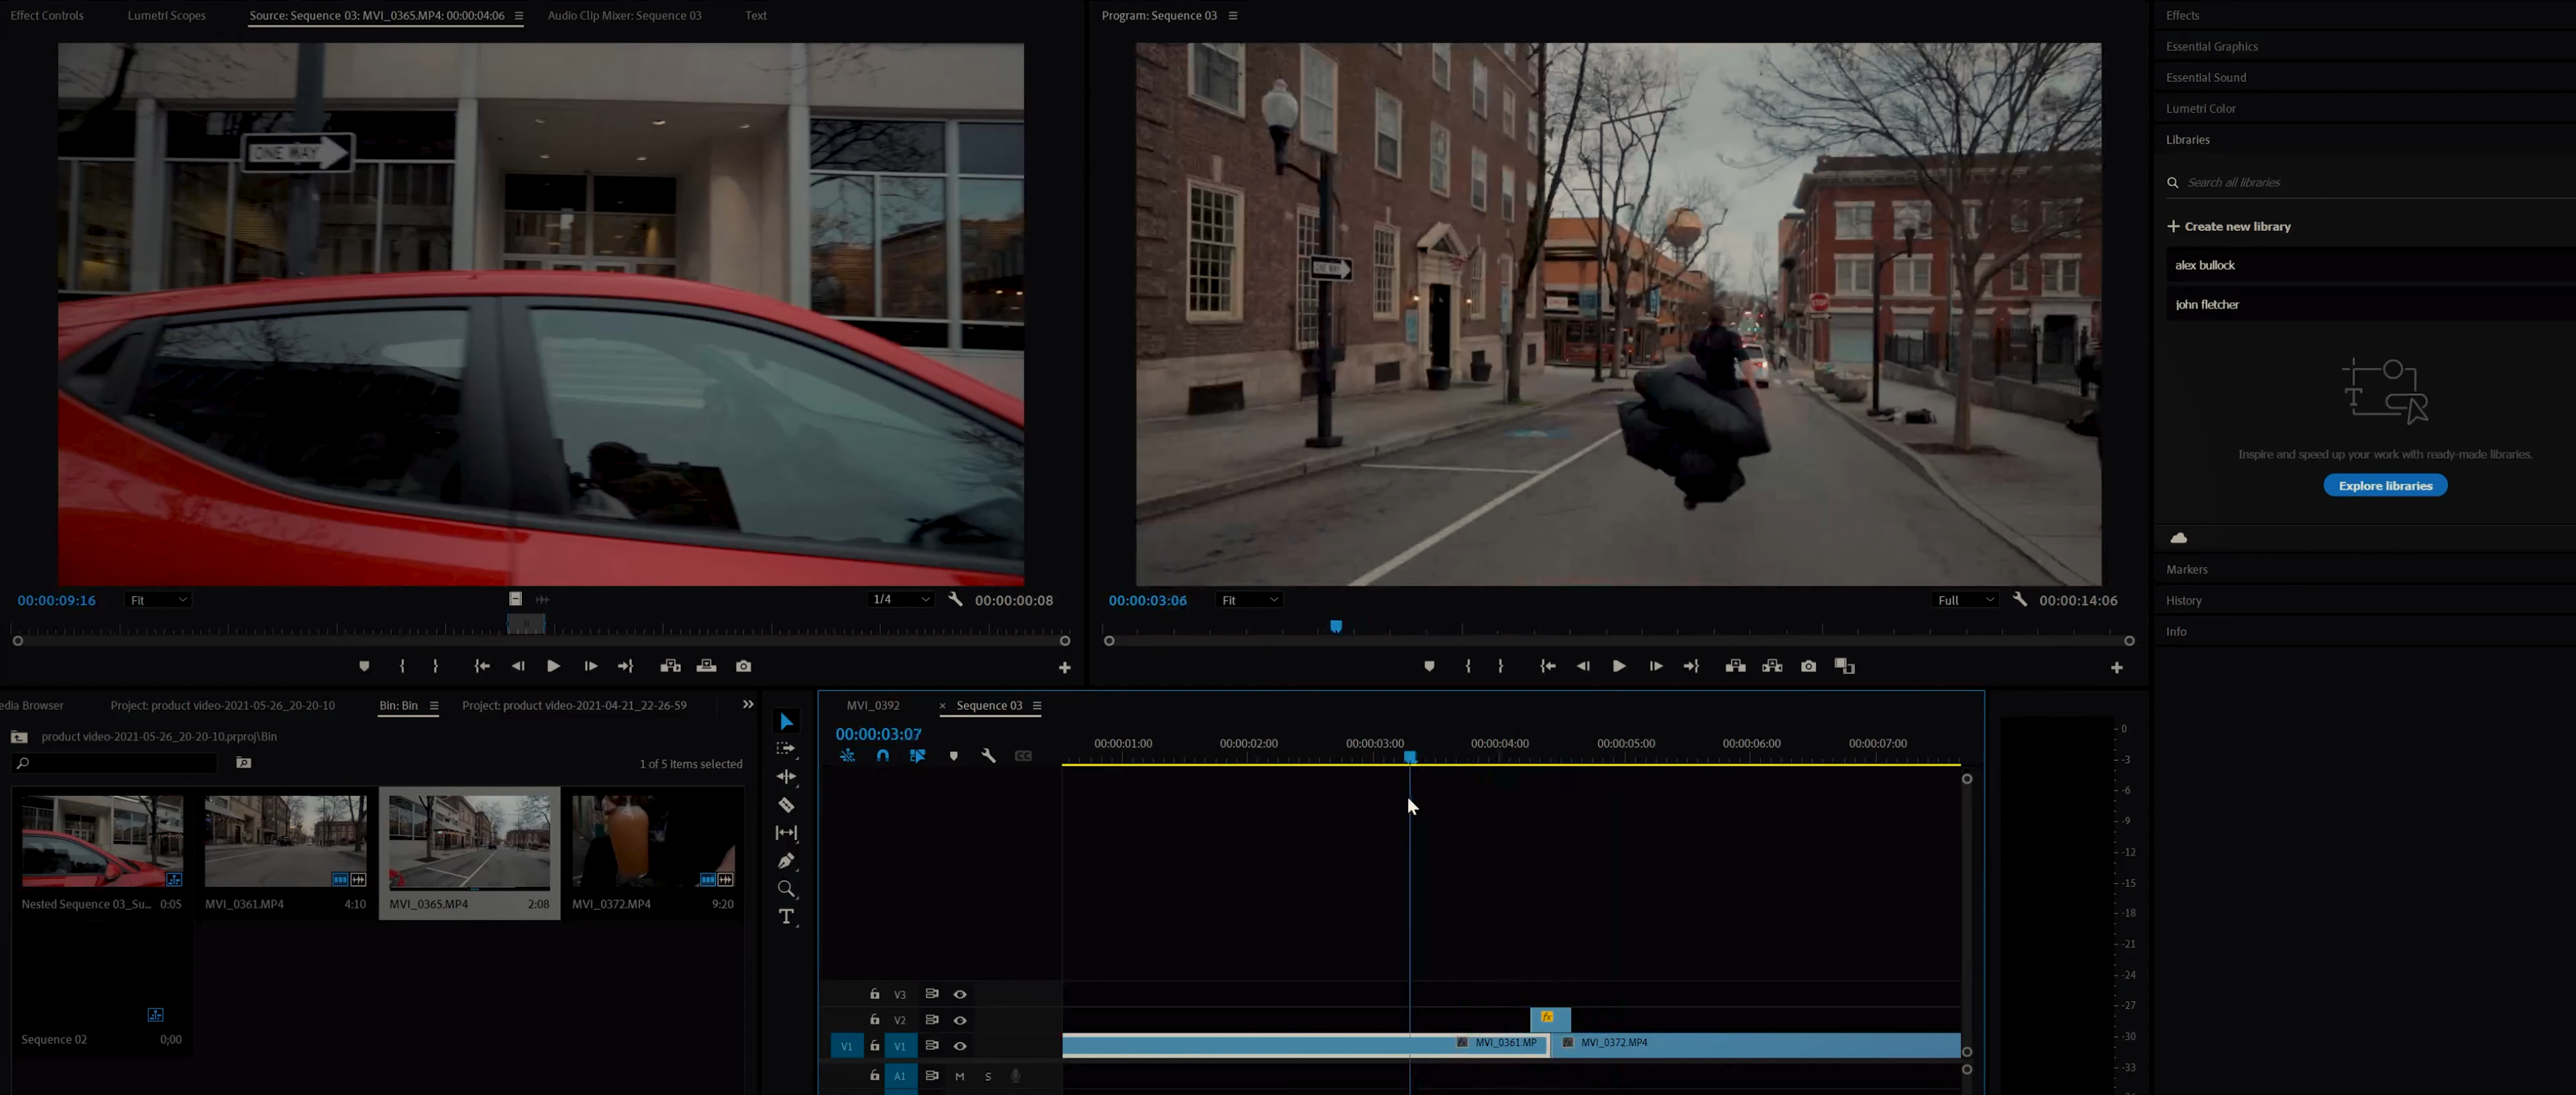 Effect Controls
Lumetri Scopes
Source: Sequence 03: MVI_0365.MP4: 00:00:04:06
Audio Clip Mixer: Sequence 03
Text
ONE WAY
00:00:09:16
Fit
1/4
00:00:00:08
Program: Sequence 03
ONE WAY
STOP
00:00:03:06
Fit
Full
00:00:14:06
Effects
Essential Graphics
Essential Sound
Lumetri Color
Libraries
Search all libraries
+ Create new library
alex bullock
john fletcher
Inspire and speed up your work with ready-made libraries.
Explore libraries
Markers
History
Info
edia Browser
Project: product video-2021-05-26_20-20-10
Bin: Bin
Project: product video-2021-04-21_22-26-59
product video-2021-05-26_20-20-10.prproj\Bin
1 of 5 items selected
Nested Sequence 03_Su... 0:05
MVI_0361.MP4 4:10
MVI_0365.MP4 2:08
MVI_0372.MP4 9:20
Sequence 02 0;00
MVI_0392
× Sequence 03
00:00:03:07
CC
00:00:01:00 00:00:02:00 00:00:03:00 00:00:04:00 00:00:05:00 00:00:06:00 00:00:07:00
V3
V2
fx
V1 V1
fx MVI_0361.MP
fx MVI_0372.MP4
A1 M S
0
-3
-6
-9
-12
-15
-18
-21
-24
-27
-30
-33